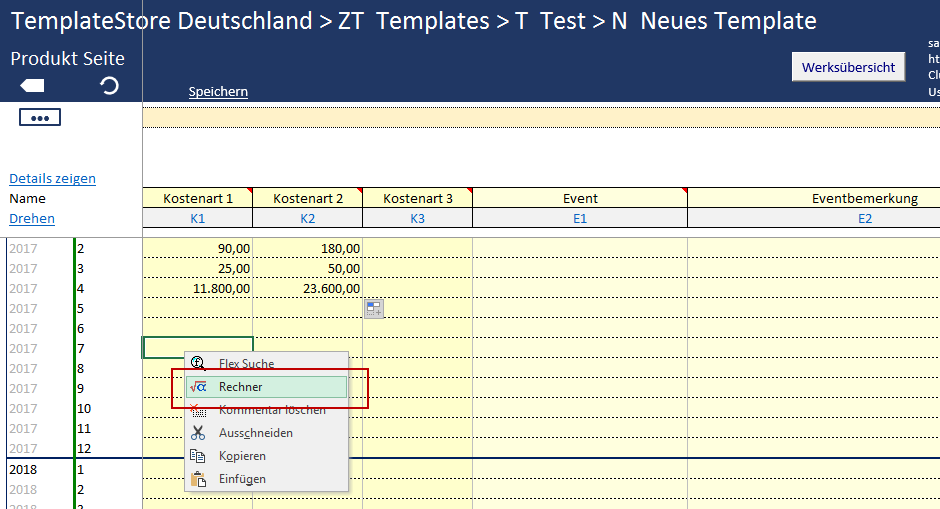 TemplateStore Deutschland > ZT Templates > T Test > N Neues Template
Produkt Seite
Werksübersicht
sa
ht
Cl
Us
Speichern
Details zeigen
Name Kostenart 1 Kostenart 2 Kostenart 3 Event Eventbemerkung
Drehen K1 K2 K3 E1 E2
2017 2 90,00 180,00
2017 3 25,00 50,00
2017 4 11.800,00 23.600,00
2017 5
2017 6
2017 7
2017 8
2017 9
2017 10
2017 11
2017 12
2018 1
2018 2
2018 3
Flex Suche
Rechner
Kommentar löschen
Ausschneiden
Kopieren
Einfügen